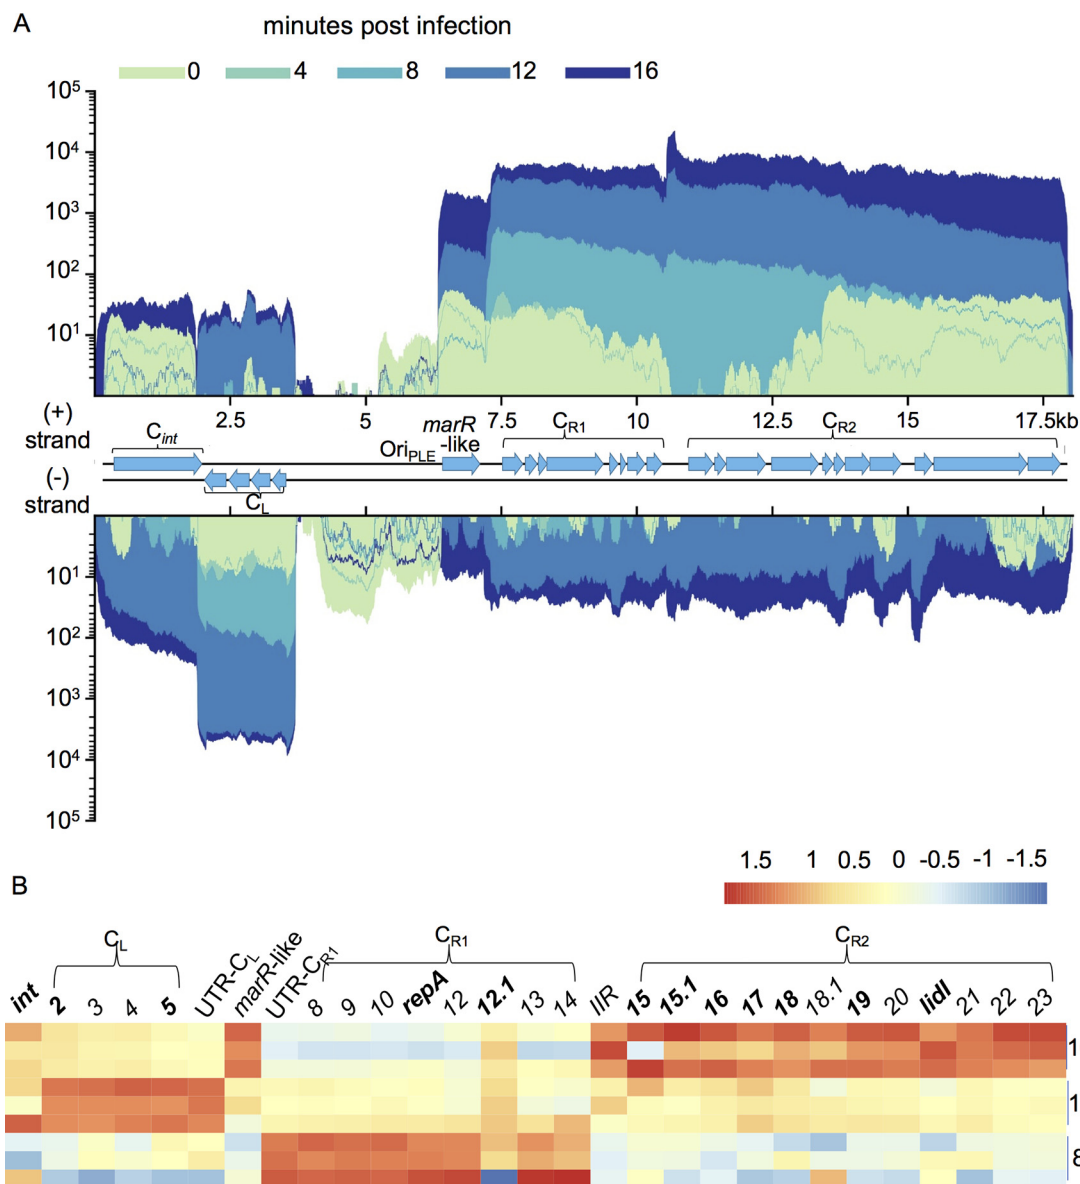 A
minutes post infection
0 4 8 12 16
10⁵
10⁴
10³
10²
10¹
2.5 5 7.5 10 12.5 15 17.5kb
(+) strand
C_int
Ori_PLE
marR-like
C_R1
C_R2
(-) strand
C_L
10¹
10²
10³
10⁴
10⁵
1.5 1 0.5 0 -0.5 -1 -1.5
B
C_L C_R1 C_R2
int 2 3 4 5 UTR-C_L marR-like UTR-C_R1 8 9 10 repA 12 12.1 13 14 IIR 15 15.1 16 17 18 18.1 19 20 lidI 21 22 23
1
1
8